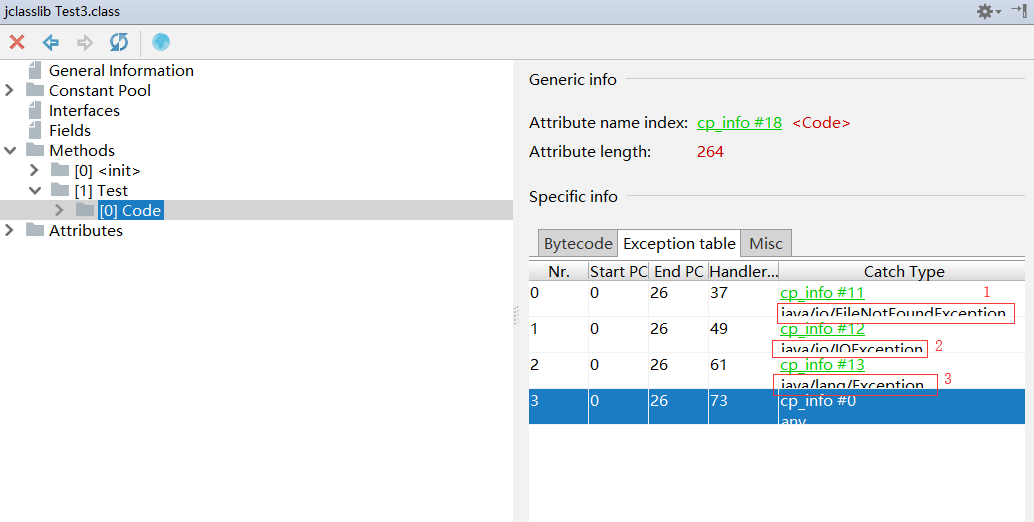 jclasslib Test3.class
General Information
Constant Pool
Interfaces
Fields
Methods
[0] <init>
[1] Test
[0] Code
Attributes
Generic info
Attribute name index: cp_info #18 <Code>
Attribute length: 264
Specific info
Bytecode Exception table Misc
Nr. Start PC End PC Handler... Catch Type
0 0 26 37 cp_info #11 1
java/io/FileNotFoundException
1 0 26 49 cp_info #12
java/io/IOException 2
2 0 26 61 cp_info #13
java/lang/Exception 3
3 0 26 73 cp_info #0
any